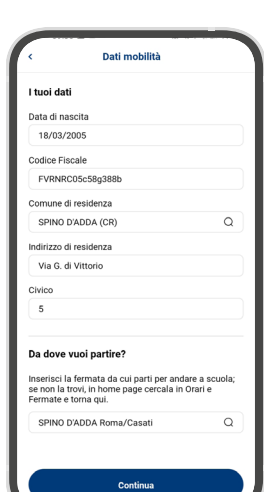 Dati mobilità
I tuoi dati
Data di nascita
18/03/2005
Codice Fiscale
FVRNRC05c58g388b
Comune di residenza
SPINO D'ADDA (CR)
Indirizzo di residenza
Via G. di Vittorio
Civico
5
Da dove vuoi partire?
Inserisci la fermata da cui parti per andare a scuola;
se non la trovi, in home page cercala in Orari e
Fermate e torna qui.
SPINO D'ADDA Roma/Casati
Continua